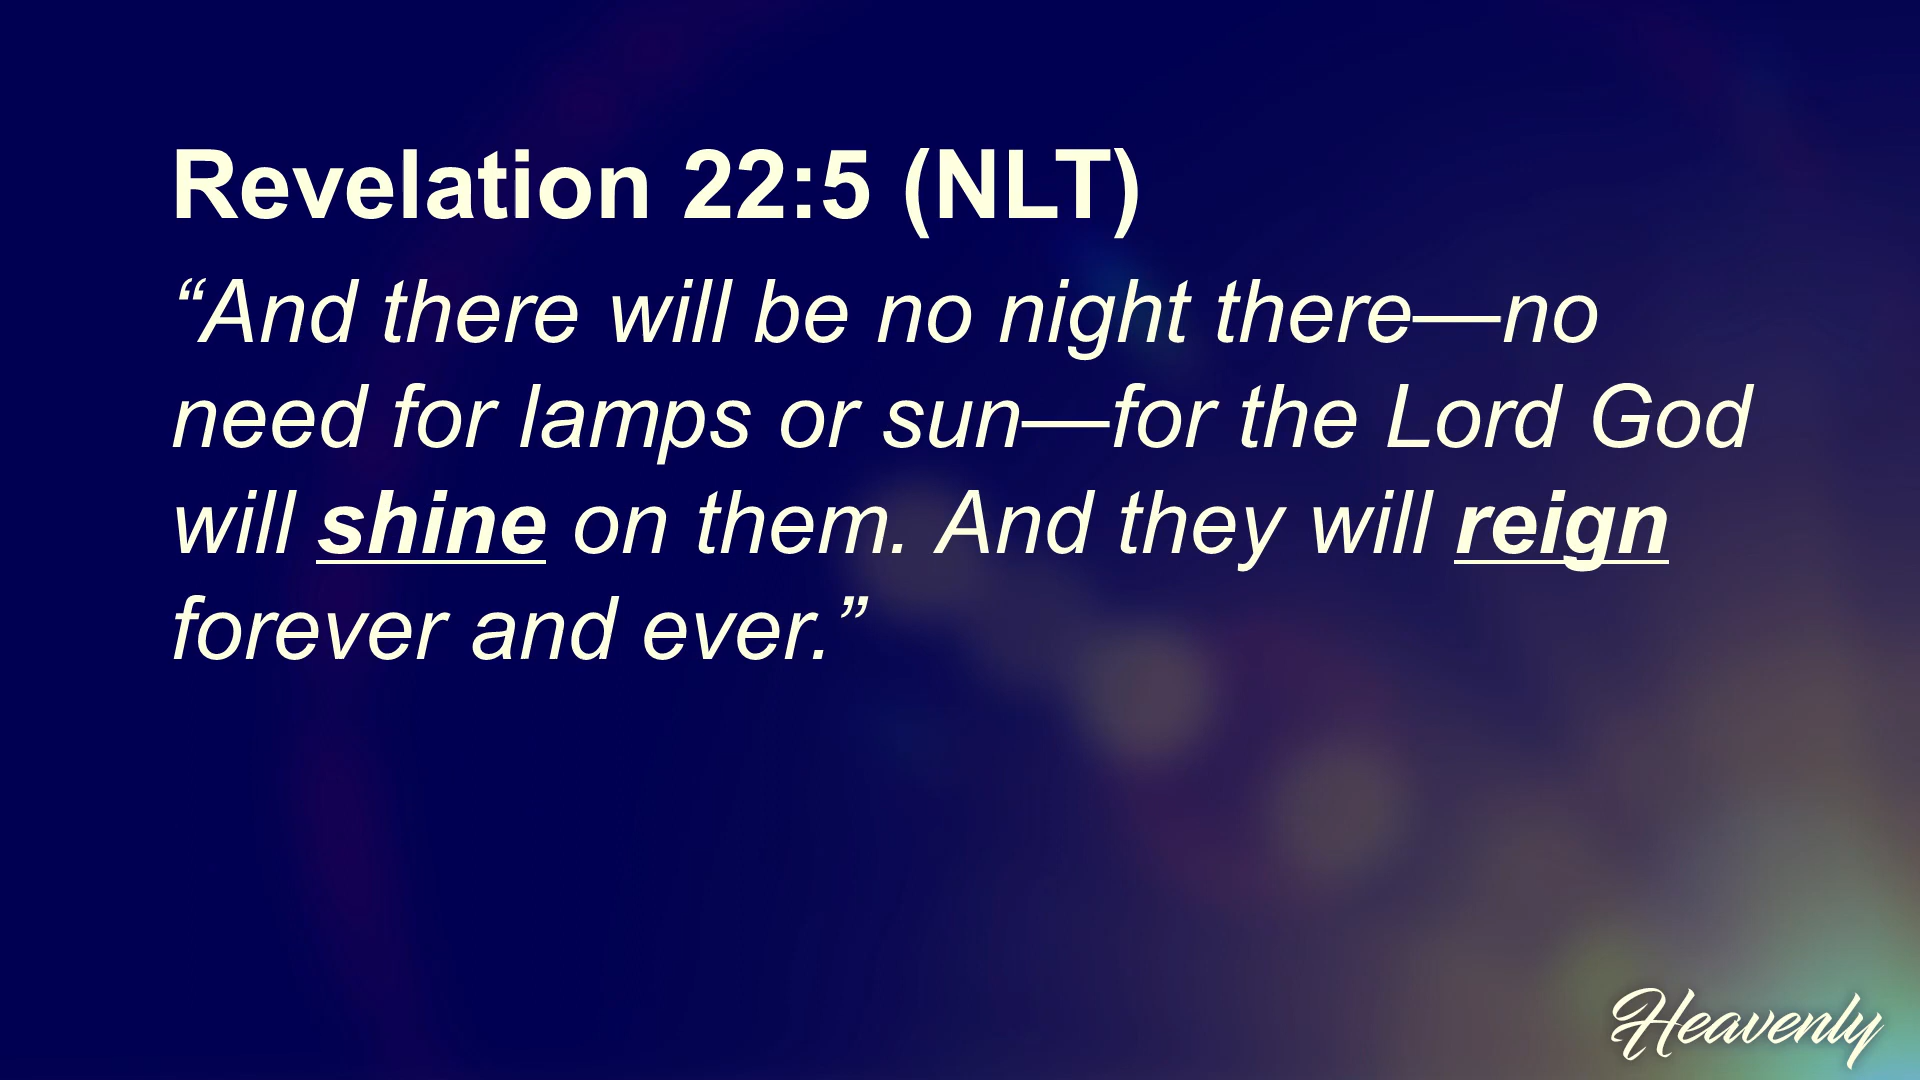 Revelation 22:5 (NLT)
“And there will be no night there—no
need for lamps or sun—for the Lord God
will shine on them. And they will reign
forever and ever.”
Heavenly